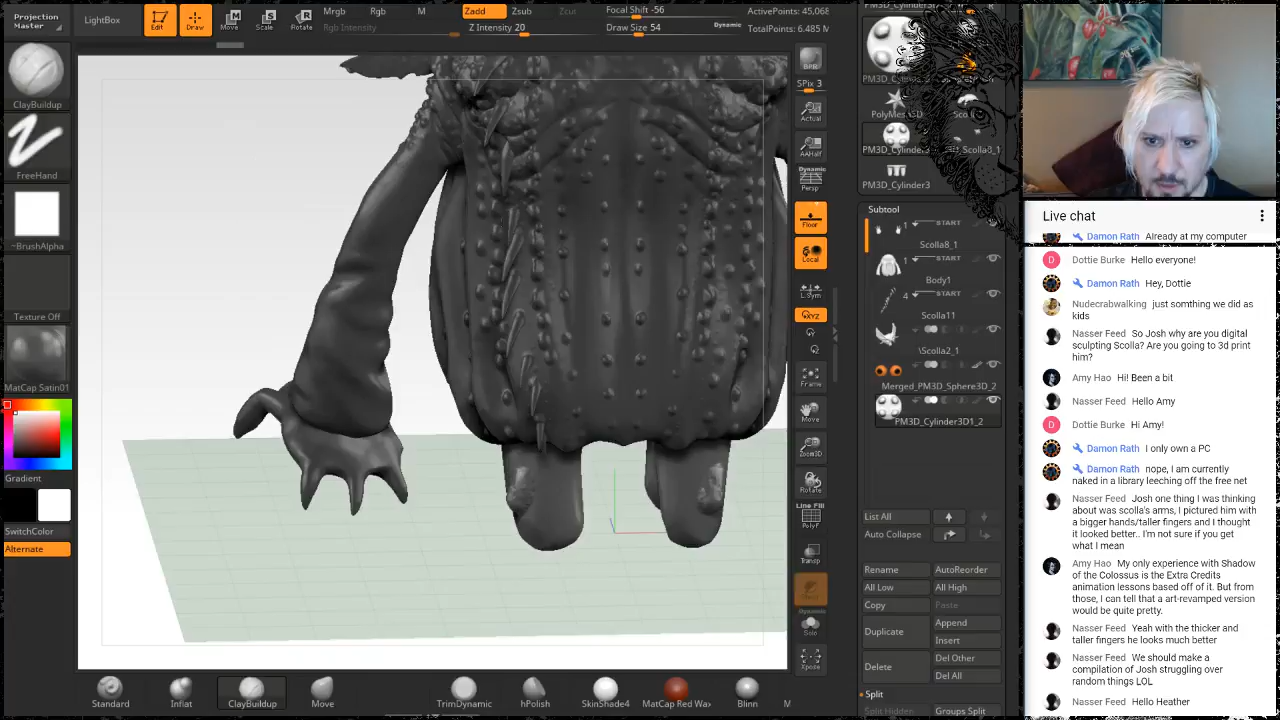 Projection
Master
LightBox
Edit
Draw
Move
Scale
Rotate
Mrgb
Rgb
M
Rgb Intensity
Zadd
Zsub
Zcut
Z Intensity 20
Focal Shift -56
Draw Size 54
Dynamic
ActivePoints: 45,068
TotalPoints: 6.485 M
ClayBuildup
FreeHand
~BrushAlpha
Texture Off
MatCap Satin01
Gradient
SwitchColor
Alternate
BPR
SPix 3
Actual
AAHalf
Dynamic
Persp
Floor
Local
L.Sym
XYZ
Frame
Move
Zoom3D
Rotate
Line Fill
PolyF
Transp
Dynamic
Solo
Xpose
PolyMesh3D
PM3D_Cylinder3
Subtool
1 START
Scolla8_1
1 START
Body1
4 START
Scolla11
\Scolla2_1
Merged_PM3D_Sphere3D_2
PM3D_Cylinder3D1_2
List All
Auto Collapse
Rename
AutoReorder
All Low
All High
Copy
Paste
Append
Duplicate
Insert
Del Other
Delete
Del All
Split
Split Hidden
Groups Split
Standard
Inflat
ClayBuildup
Move
TrimDynamic
hPolish
SkinShade4
MatCap Red Wax
Blinn
M
Live chat
Damon Rath Already at my computer
Dottie Burke Hello everyone!
Damon Rath Hey, Dottie
Nudecrabwalking just somthing we did as
kids
Nasser Feed So Josh why are you digital
sculpting Scolla? Are you going to 3d print
him?
Amy Hao Hi! Been a bit
Nasser Feed Hello Amy
Dottie Burke Hi Amy!
Damon Rath I only own a PC
Damon Rath nope, I am currently
naked in a library leeching off the free net
Nasser Feed Josh one thing I was thinking
about was scolla's arms, I pictured him with
a bigger hands/taller fingers and I thought
it looked better.. I'm not sure if you get
what I mean
Amy Hao My only experience with Shadow
of the Colossus is the Extra Credits
animation lessons based off of it. But from
those, I can tell that a art-revamped version
would be quite pretty.
Nasser Feed Yeah with the thicker and
taller fingers he looks much better
Nasser Feed We should make a
compilation of Josh struggling over
random things LOL
Nasser Feed Hello Heather